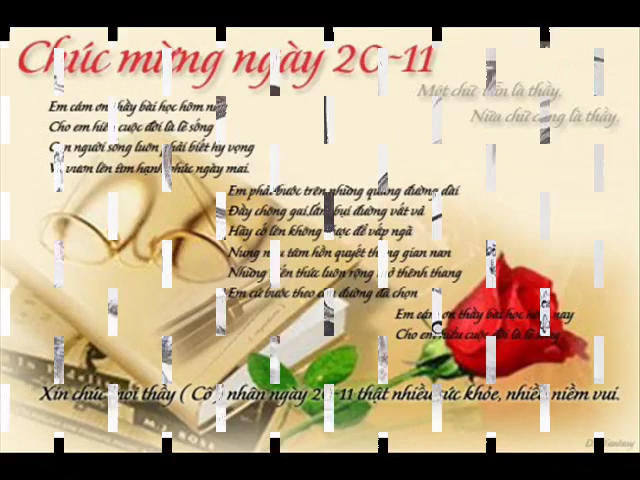 Chúc mừng ngày 20-11
Một chữ vẫn là thầy.
Nửa chữ cũng là thầy.
Em cám ơn thầy bài học hôm nay
Cho em hiểu cuộc đời là lẽ sống
Con người sống luôn phải biết hy vọng
Và vươn lên tìm hạnh phúc ngày mai.
Em phải bước trên những quãng đường dài
Đầy chông gai,lấm bụi đường vất vả
Hãy cố lên không được để vấp ngã
Nung nấu tâm hồn quyết thắng gian nan
Những kiến thức luôn rộng mở thênh thang
Em cứ bước theo con đường đã chọn
Em cám ơn thầy bài học hôm nay
Cho em hiểu cuộc đời là lẽ sống
Xin chúc mọi thầy ( Cô ) nhân ngày 20-11 thật nhiều sức khỏe, nhiều niềm vui.
M. J. ROSE